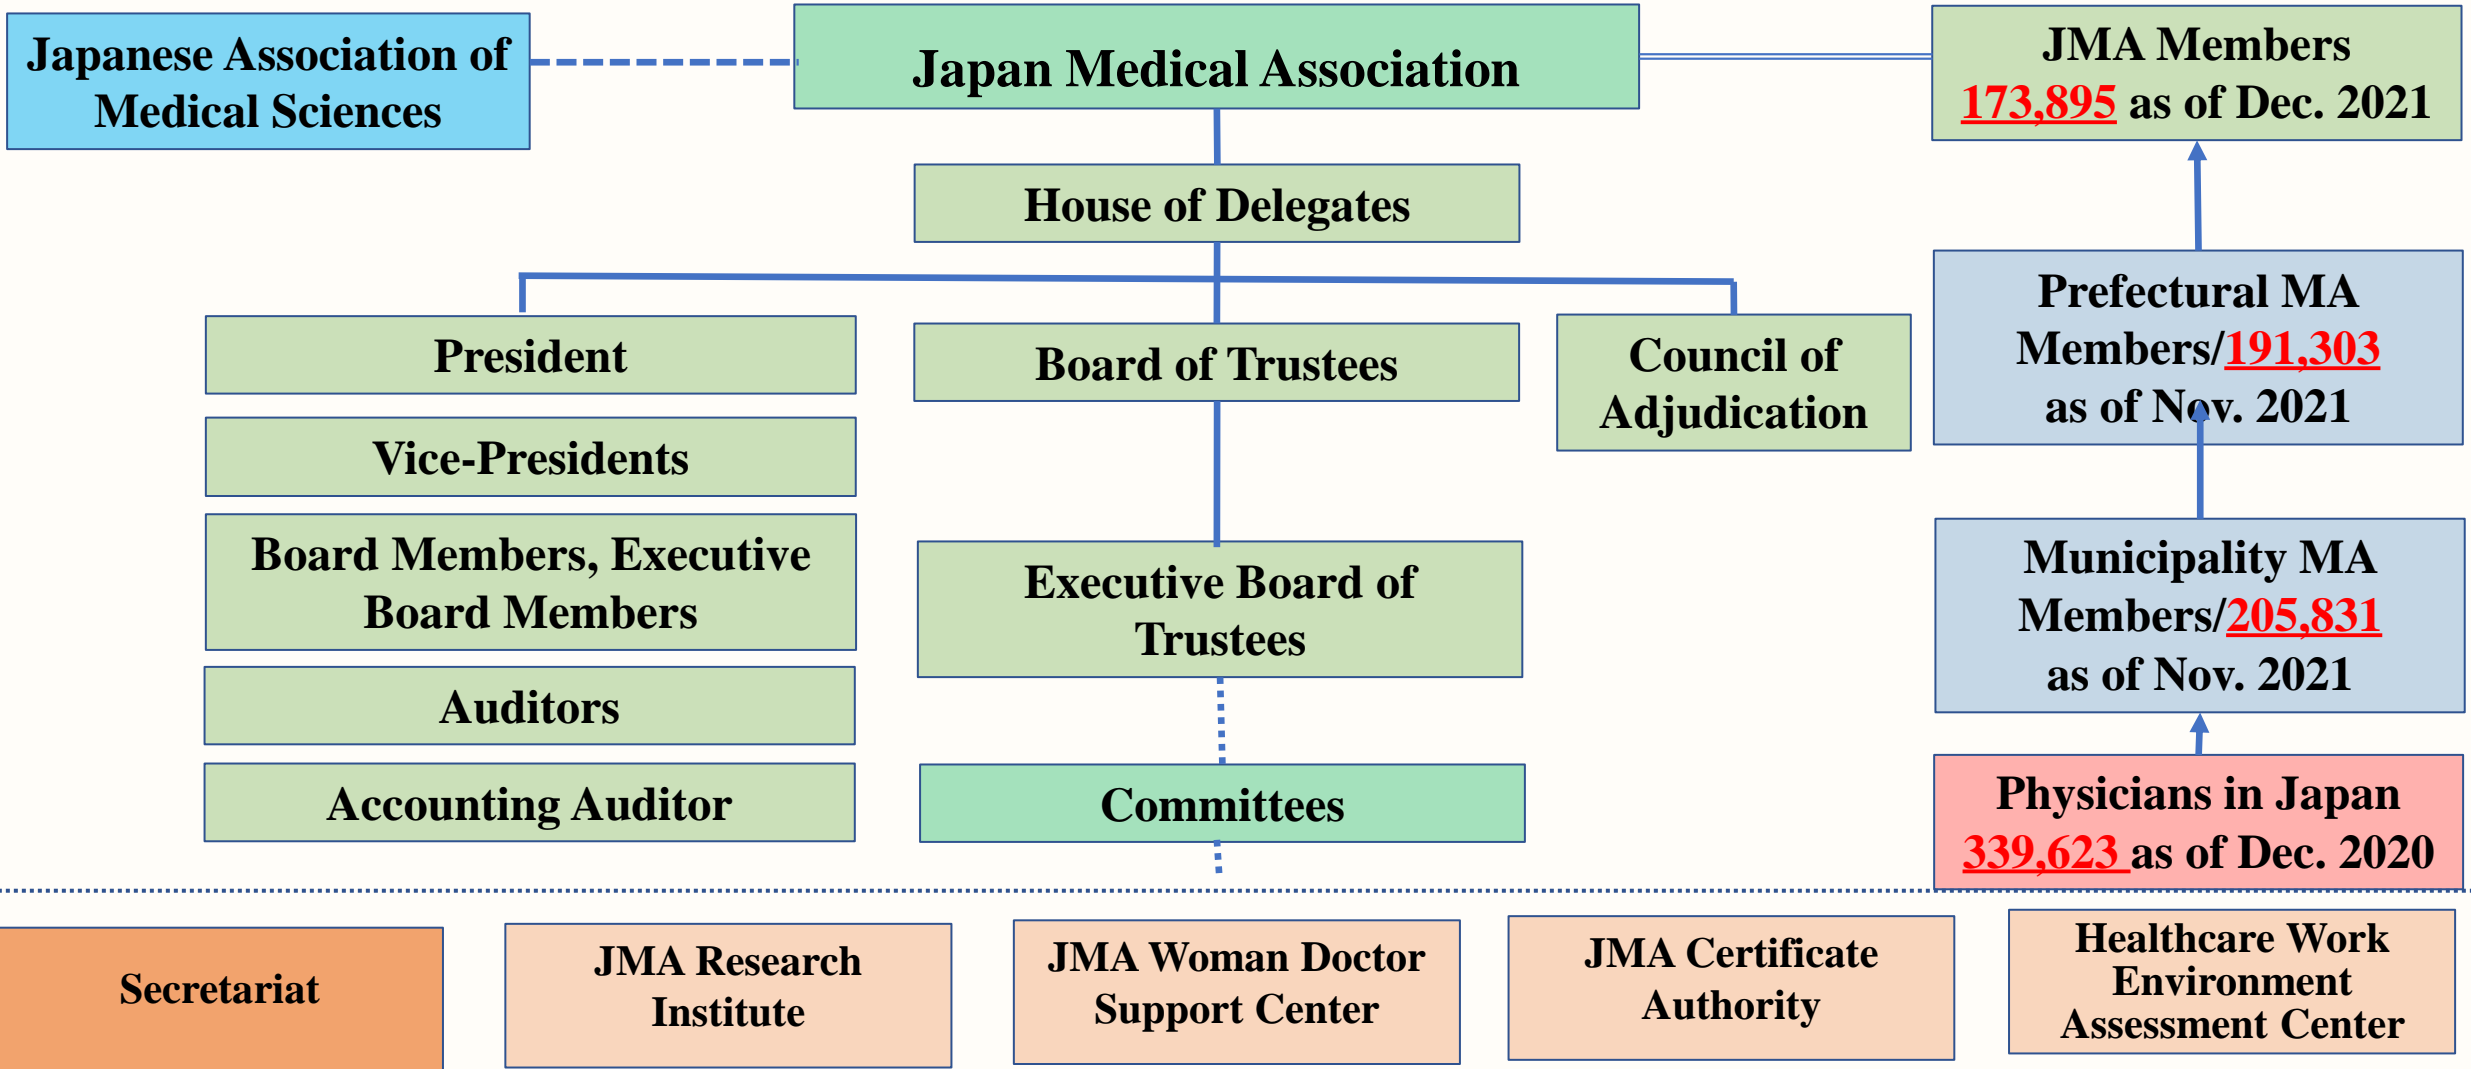 Japanese Association of
Medical Sciences
Japan Medical Association
JMA Members
173,895 as of Dec. 2021
House of Delegates
President
Vice-Presidents
Board Members, Executive
Board Members
Auditors
Accounting Auditor
Board of Trustees
Executive Board of
Trustees
Committees
Council of
Adjudication
Prefectural MA
Members/191,303
as of Nov. 2021
Municipality MA
Members/205,831
as of Nov. 2021
Physicians in Japan
339,623 as of Dec. 2020
Secretariat
JMA Research
Institute
JMA Woman Doctor
Support Center
JMA Certificate
Authority
Healthcare Work
Environment
Assessment Center